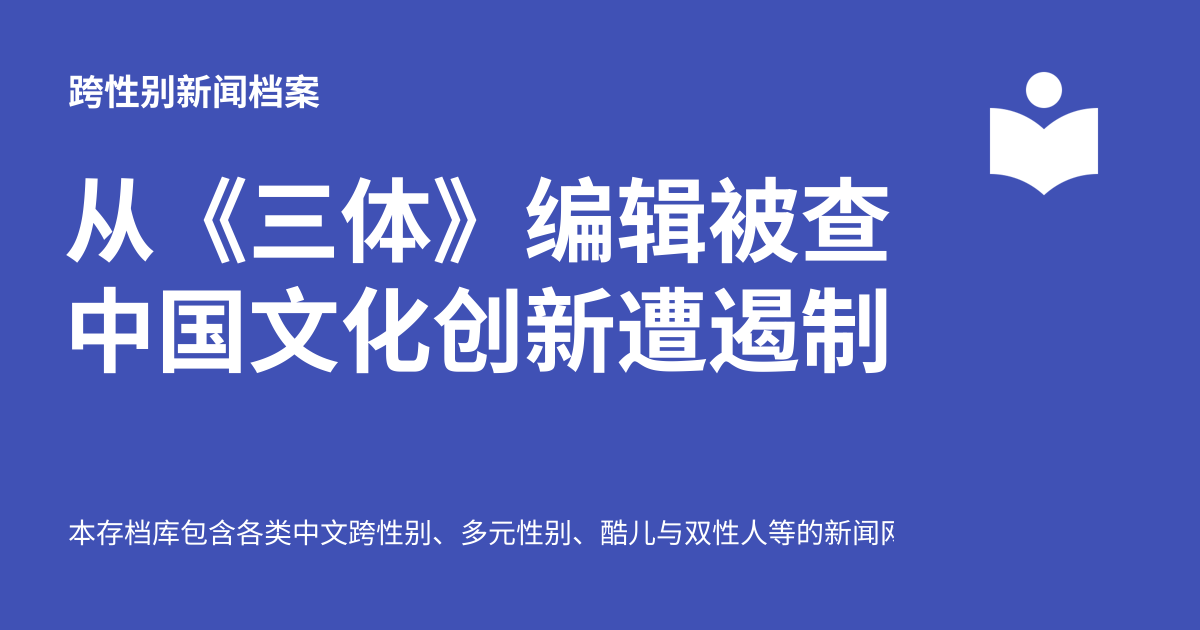 跨性别新闻档案
从《三体》编辑被查
中国文化创新遭遏制
本存档库包含各类中文跨性别、多元性别、酷儿与双性人等的新闻